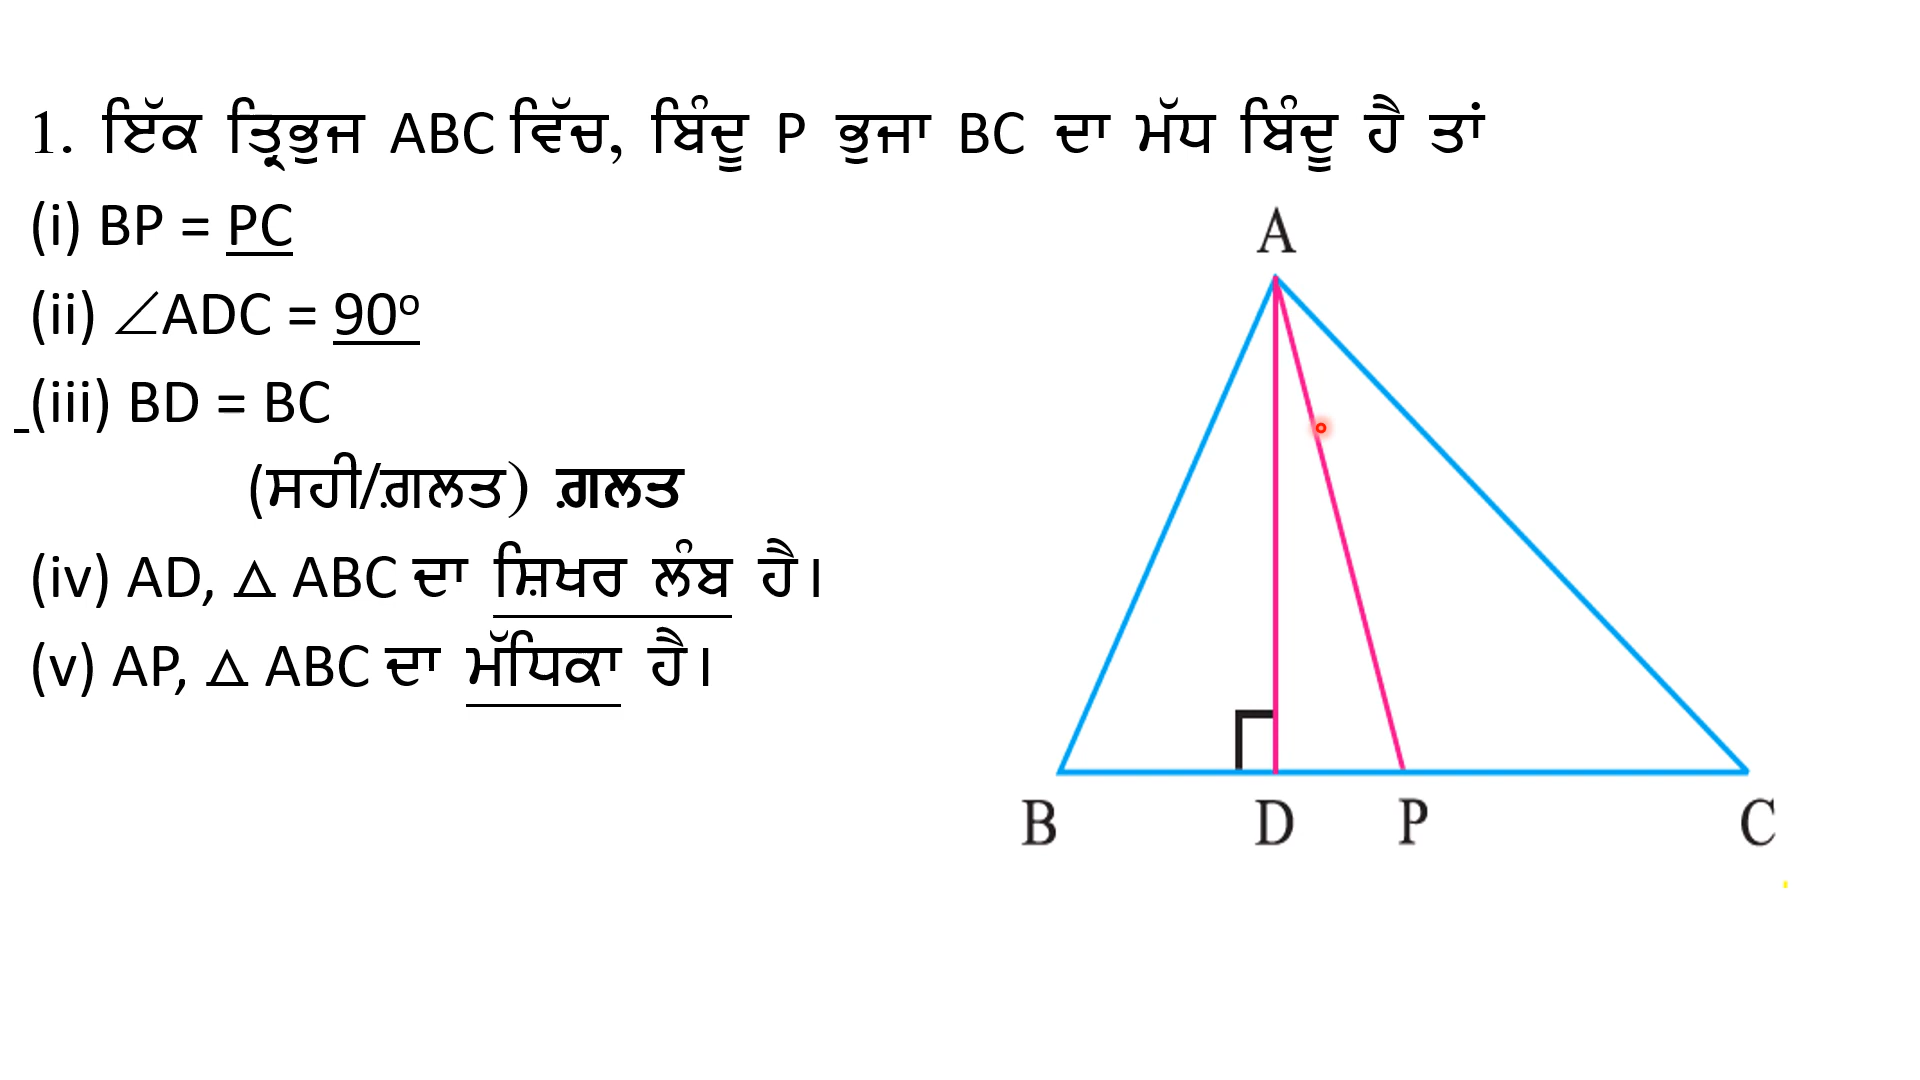 1. ਇੱਕ ਤ੍ਰਿਭੁਜ ABC ਵਿੱਚ, ਬਿੰਦੂ P ਭੁਜਾ BC ਦਾ ਮੱਧ ਬਿੰਦੂ ਹੈ ਤਾਂ
(i) BP = PC
(ii) ∠ADC = 90°
(iii) BD = BC
(ਸਹੀ/ਗ਼ਲਤ) ਗ਼ਲਤ
(iv) AD, △ ABC ਦਾ ਸ਼ਿਖਰ ਲੰਬ ਹੈ।
(v) AP, △ ABC ਦਾ ਮੱਧਿਕਾ ਹੈ।
A
B D P C